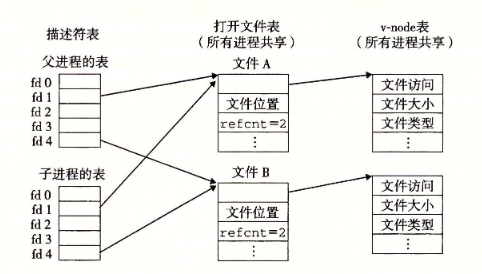 描述符表
打开文件表
（所有进程共享）
v-node表
（所有进程共享）
父进程的表
fd 0
fd 1
fd 2
fd 3
fd 4
文件 A
文件位置
refcnt=2
⋮
文件访问
文件大小
文件类型
⋮
子进程的表
fd 0
fd 1
fd 2
fd 3
fd 4
文件 B
文件位置
refcnt=2
⋮
文件访问
文件大小
文件类型
⋮